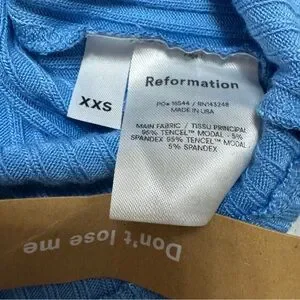 XXS
Reformation
PO# 16544 / RN143248
MADE IN USA
MAIN FABRIC / TISSU PRINCIPAL
95% TENCEL™ MODAL - 5%
SPANDEX 95% TENCEL™ MODAL
5% SPANDEX
Don't lose me